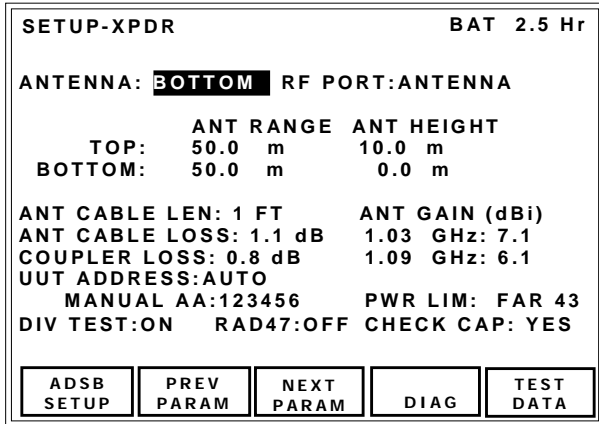 SETUP-XPDR BAT 2.5 Hr
ANTENNA: BOTTOM RF PORT:ANTENNA
ANT RANGE ANT HEIGHT
TOP: 50.0 m 10.0 m
BOTTOM: 50.0 m 0.0 m
ANT CABLE LEN: 1 FT ANT GAIN (dBi)
ANT CABLE LOSS: 1.1 dB 1.03 GHz: 7.1
COUPLER LOSS: 0.8 dB 1.09 GHz: 6.1
UUT ADDRESS:AUTO
MANUAL AA:123456 PWR LIM: FAR 43
DIV TEST:ON RAD47:OFF CHECK CAP: YES
ADSB PREV NEXT TEST
SETUP PARAM PARAM DIAG DATA